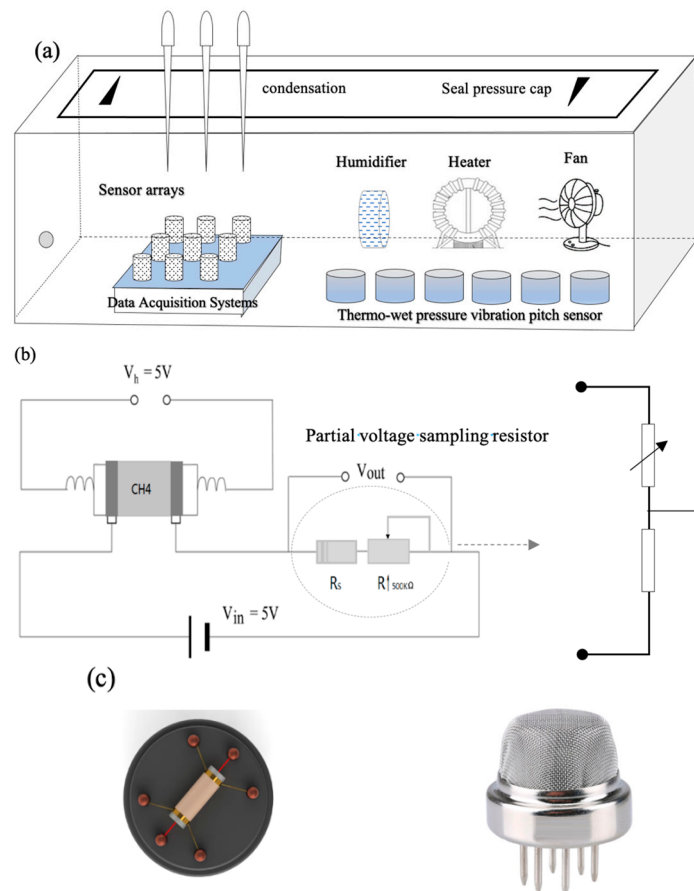 (a)
condensation
Seal pressure cap
Humidifier
Heater
Fan
Sensor arrays
Data Acquisition Systems
Thermo-wet pressure vibration pitch sensor
(b)
Vh = 5V
Partial voltage sampling resistor
CH4
Vout
RS
R 500KΩ
Vin = 5V
(c)